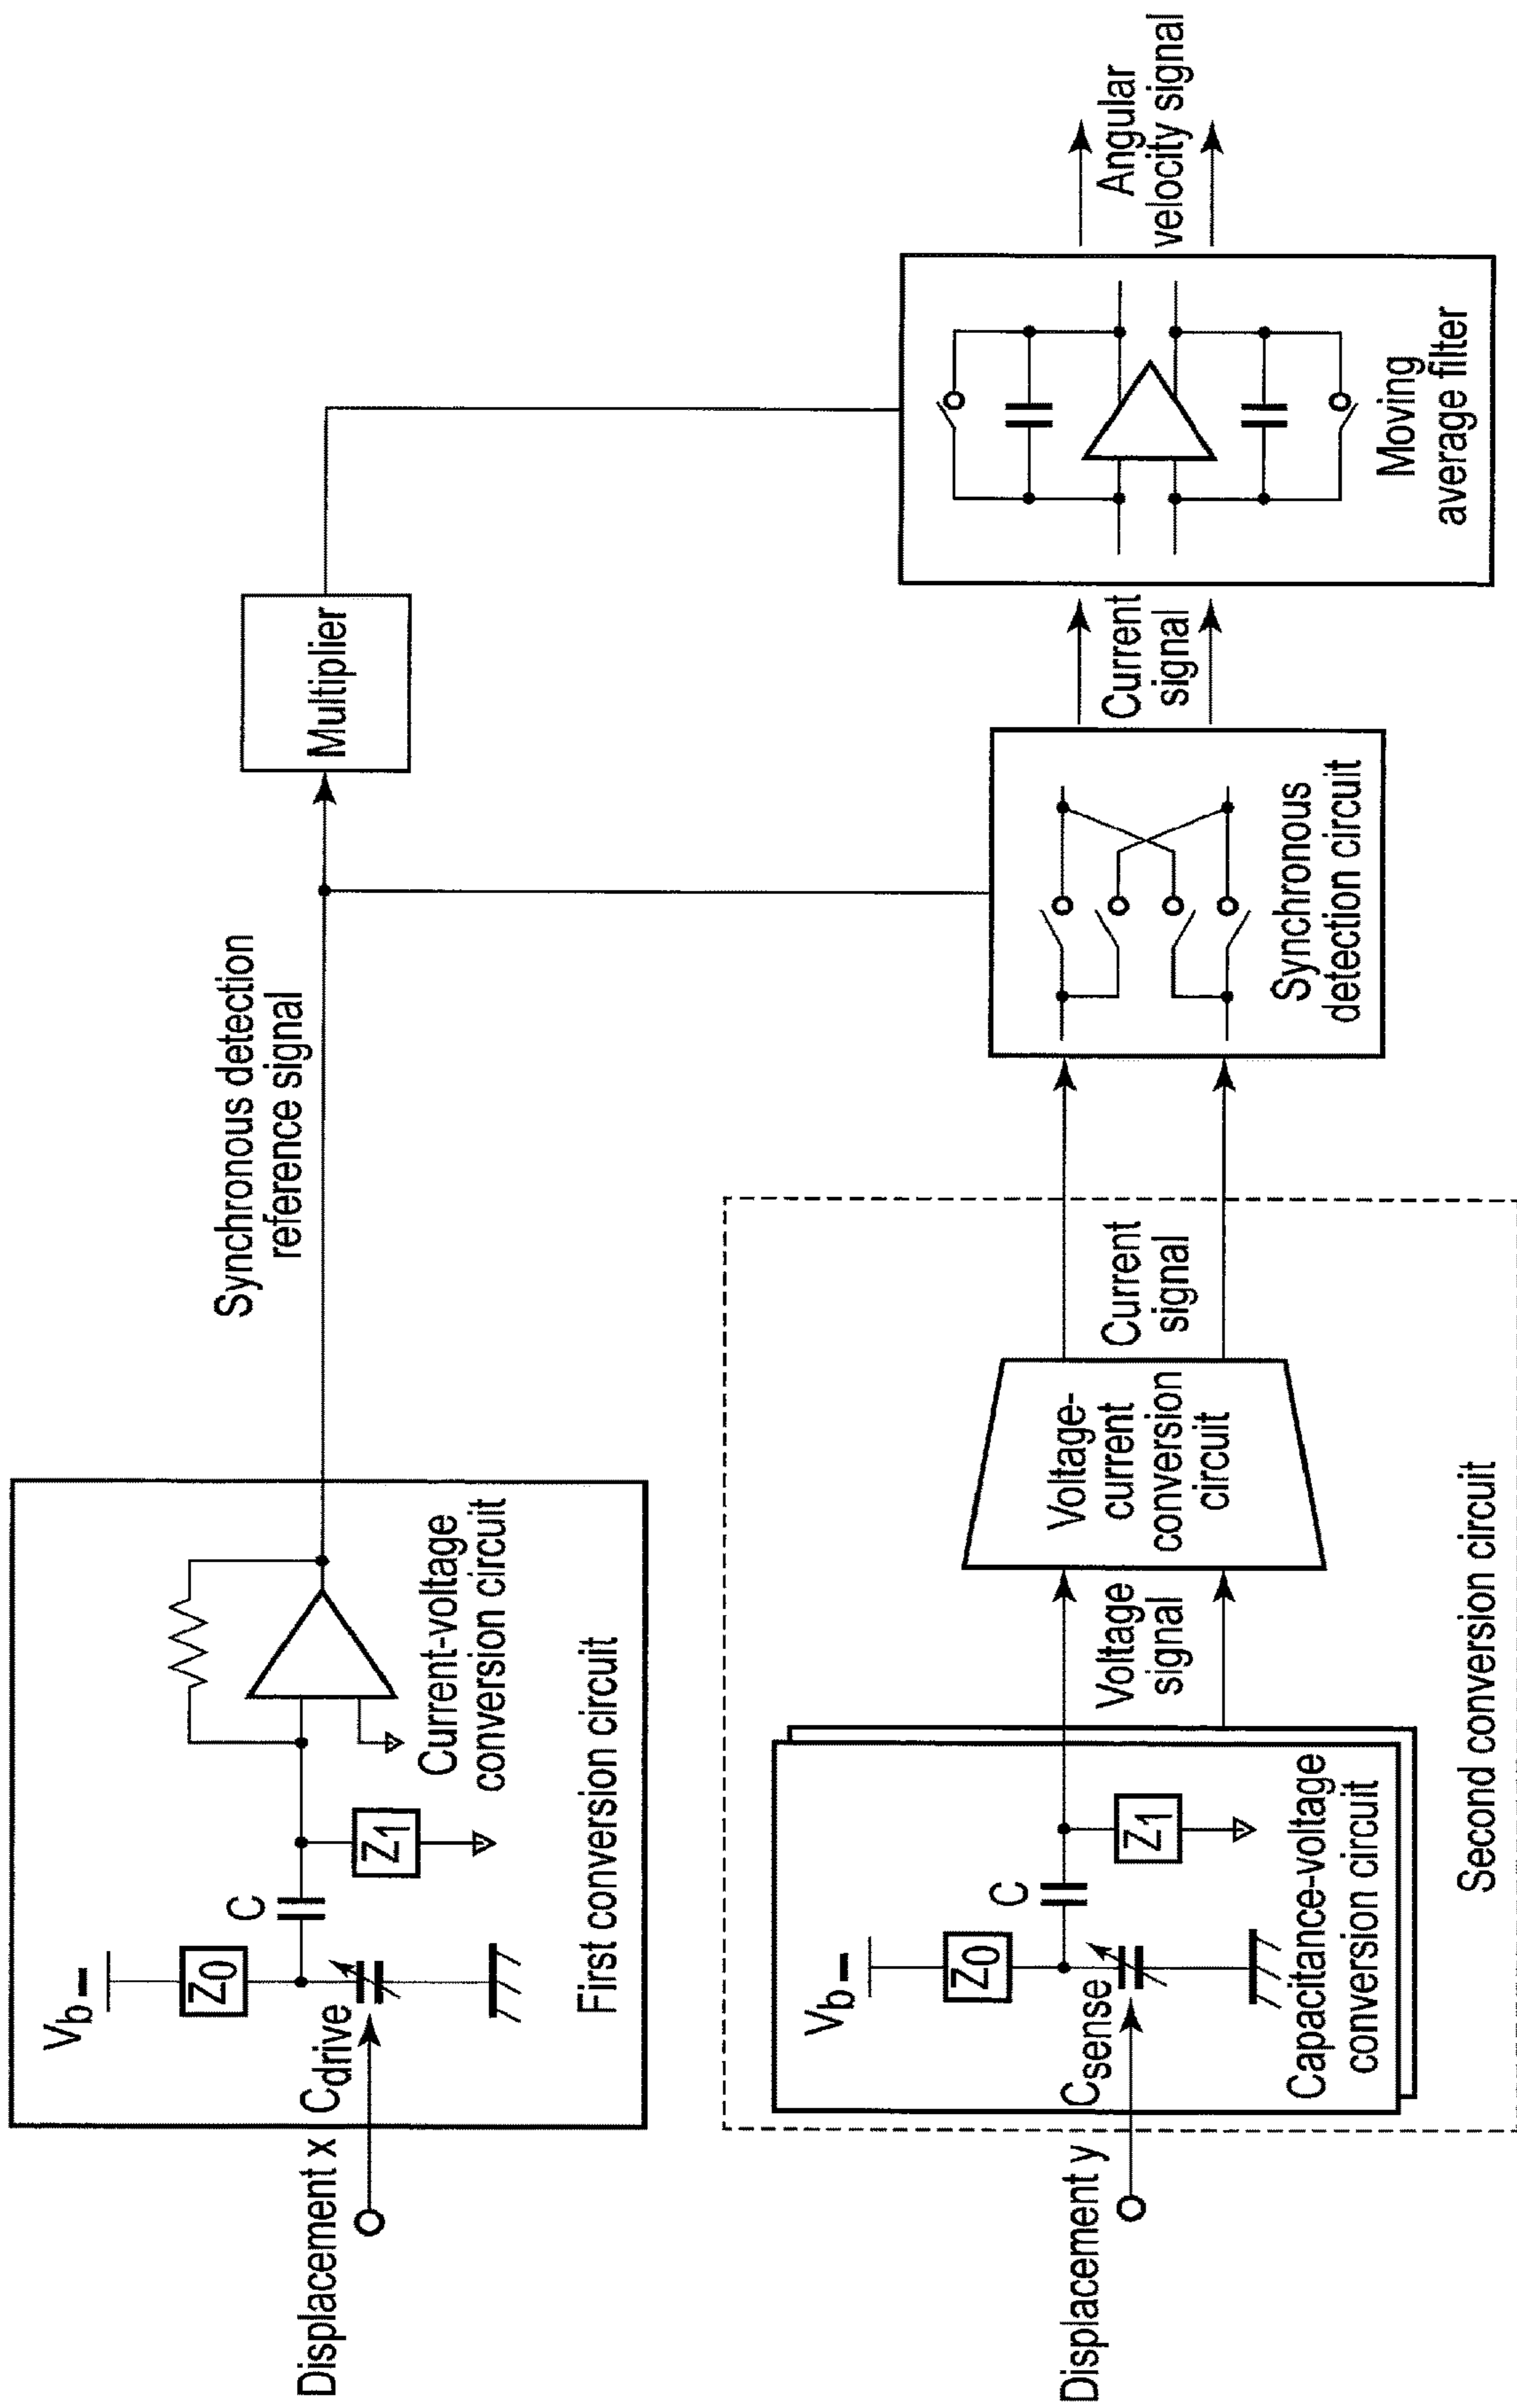 Displacement x
Vb
Z0
Cdrive
C
Z1
Current-voltage
conversion circuit
First conversion circuit
Synchronous detection
reference signal
Multiplier
Displacement y
Vb
Z0
Csense
C
Z1
Capacitance-voltage
conversion circuit
Voltage
signal
Voltage-
current
conversion
circuit
Current
signal
Second conversion circuit
Synchronous
detection circuit
Current
signal
Moving
average filter
Angular
velocity signal